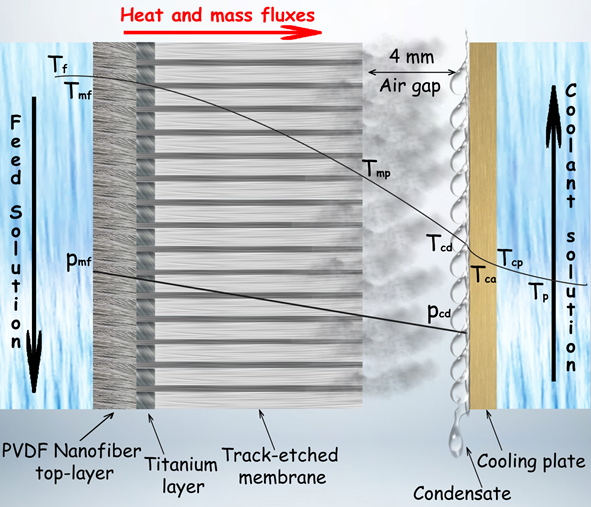 Heat and mass fluxes
4 mm
Air gap
Tf
Tmf
Tmp
Tcd
Tcp
Tca
Tp
pmf
pcd
Feed Solution
Coolant solution
PVDF Nanofiber
top-layer
Titanium
layer
Track-etched
membrane
Condensate
Cooling plate